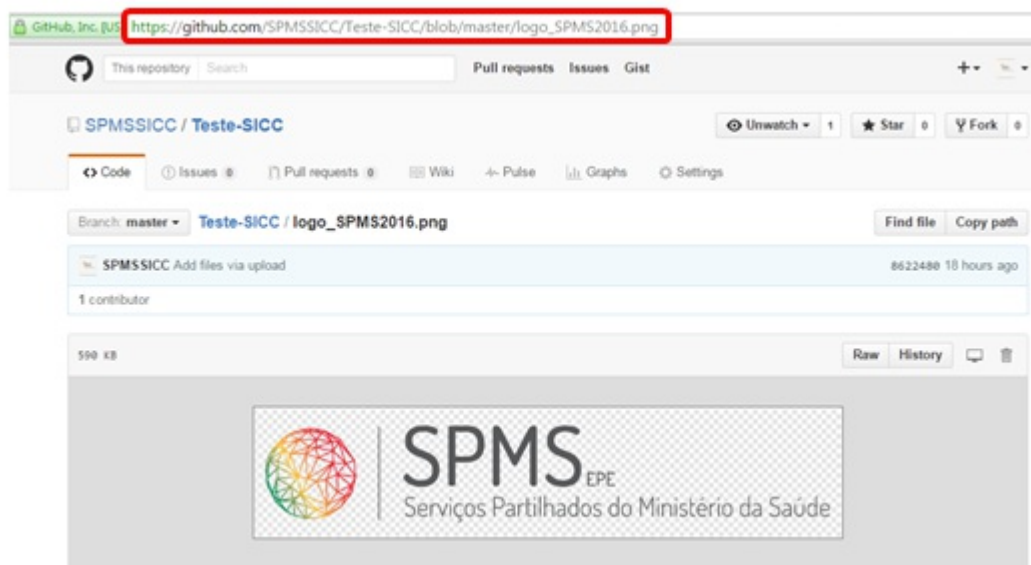 GitHub, Inc. [US] https://github.com/SPMSSICC/Teste-SICC/blob/master/logo_SPMS2016.png
This repository Search Pull requests Issues Gist
SPMSSICC / Teste-SICC Unwatch 1 Star 0 Fork 0
Code Issues 0 Pull requests 0 Wiki Pulse Graphs Settings
Branch: master Teste-SICC / logo_SPMS2016.png Find file Copy path
SPMSSICC Add files via upload 8622480 18 hours ago
1 contributor
590 KB Raw History
SPMS EPE
Serviços Partilhados do Ministério da Saúde